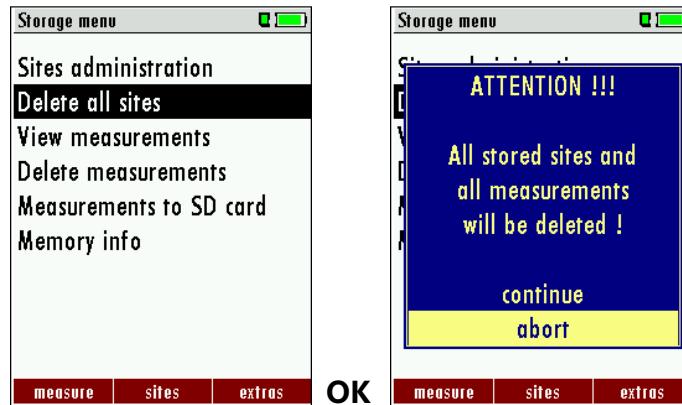 Storage menu
Sites administration
Delete all sites
View measurements
Delete measurements
Measurements to SD card
Memory info
measure sites extras
OK
Storage menu
ATTENTION !!!
All stored sites and
all measurements
will be deleted !
continue
abort
measure sites extras